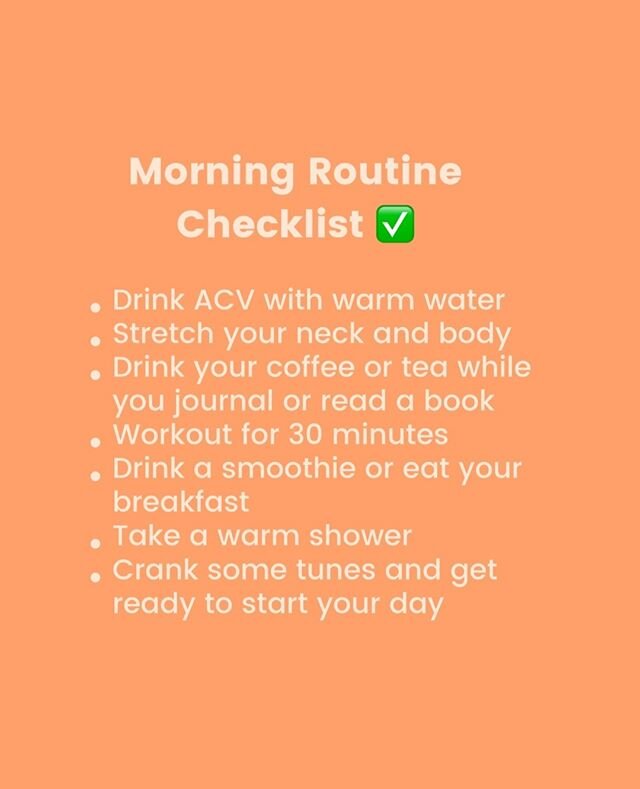 Morning Routine
Checklist ✅
• Drink ACV with warm water
• Stretch your neck and body
• Drink your coffee or tea while
you journal or read a book
• Workout for 30 minutes
• Drink a smoothie or eat your
breakfast
• Take a warm shower
• Crank some tunes and get
ready to start your day